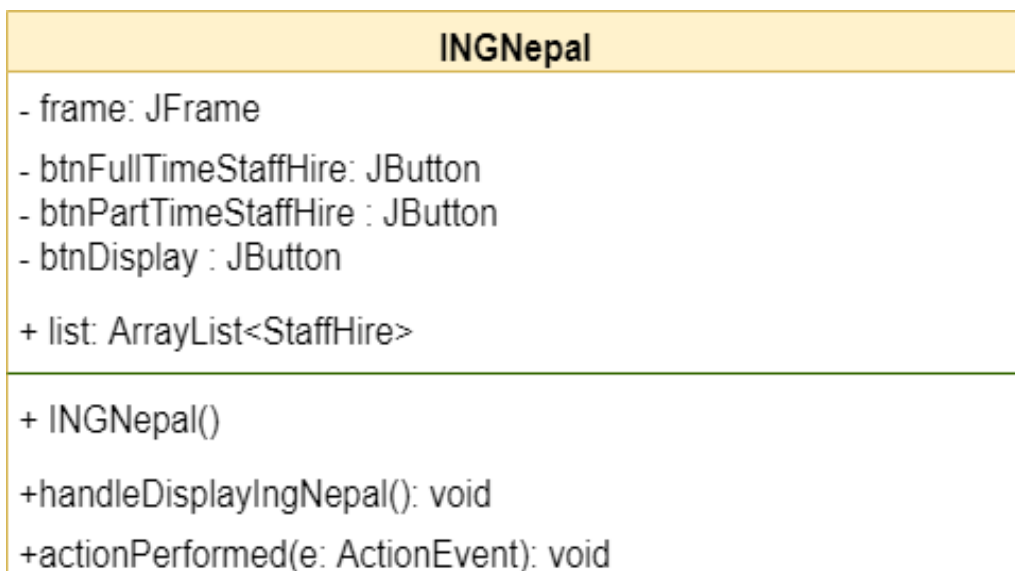 INGNepal
- frame: JFrame
- btnFullTimeStaffHire: JButton
- btnPartTimeStaffHire : JButton
- btnDisplay : JButton
+ list: ArrayList<StaffHire>
+ INGNepal()
+handleDisplayIngNepal(): void
+actionPerformed(e: ActionEvent): void